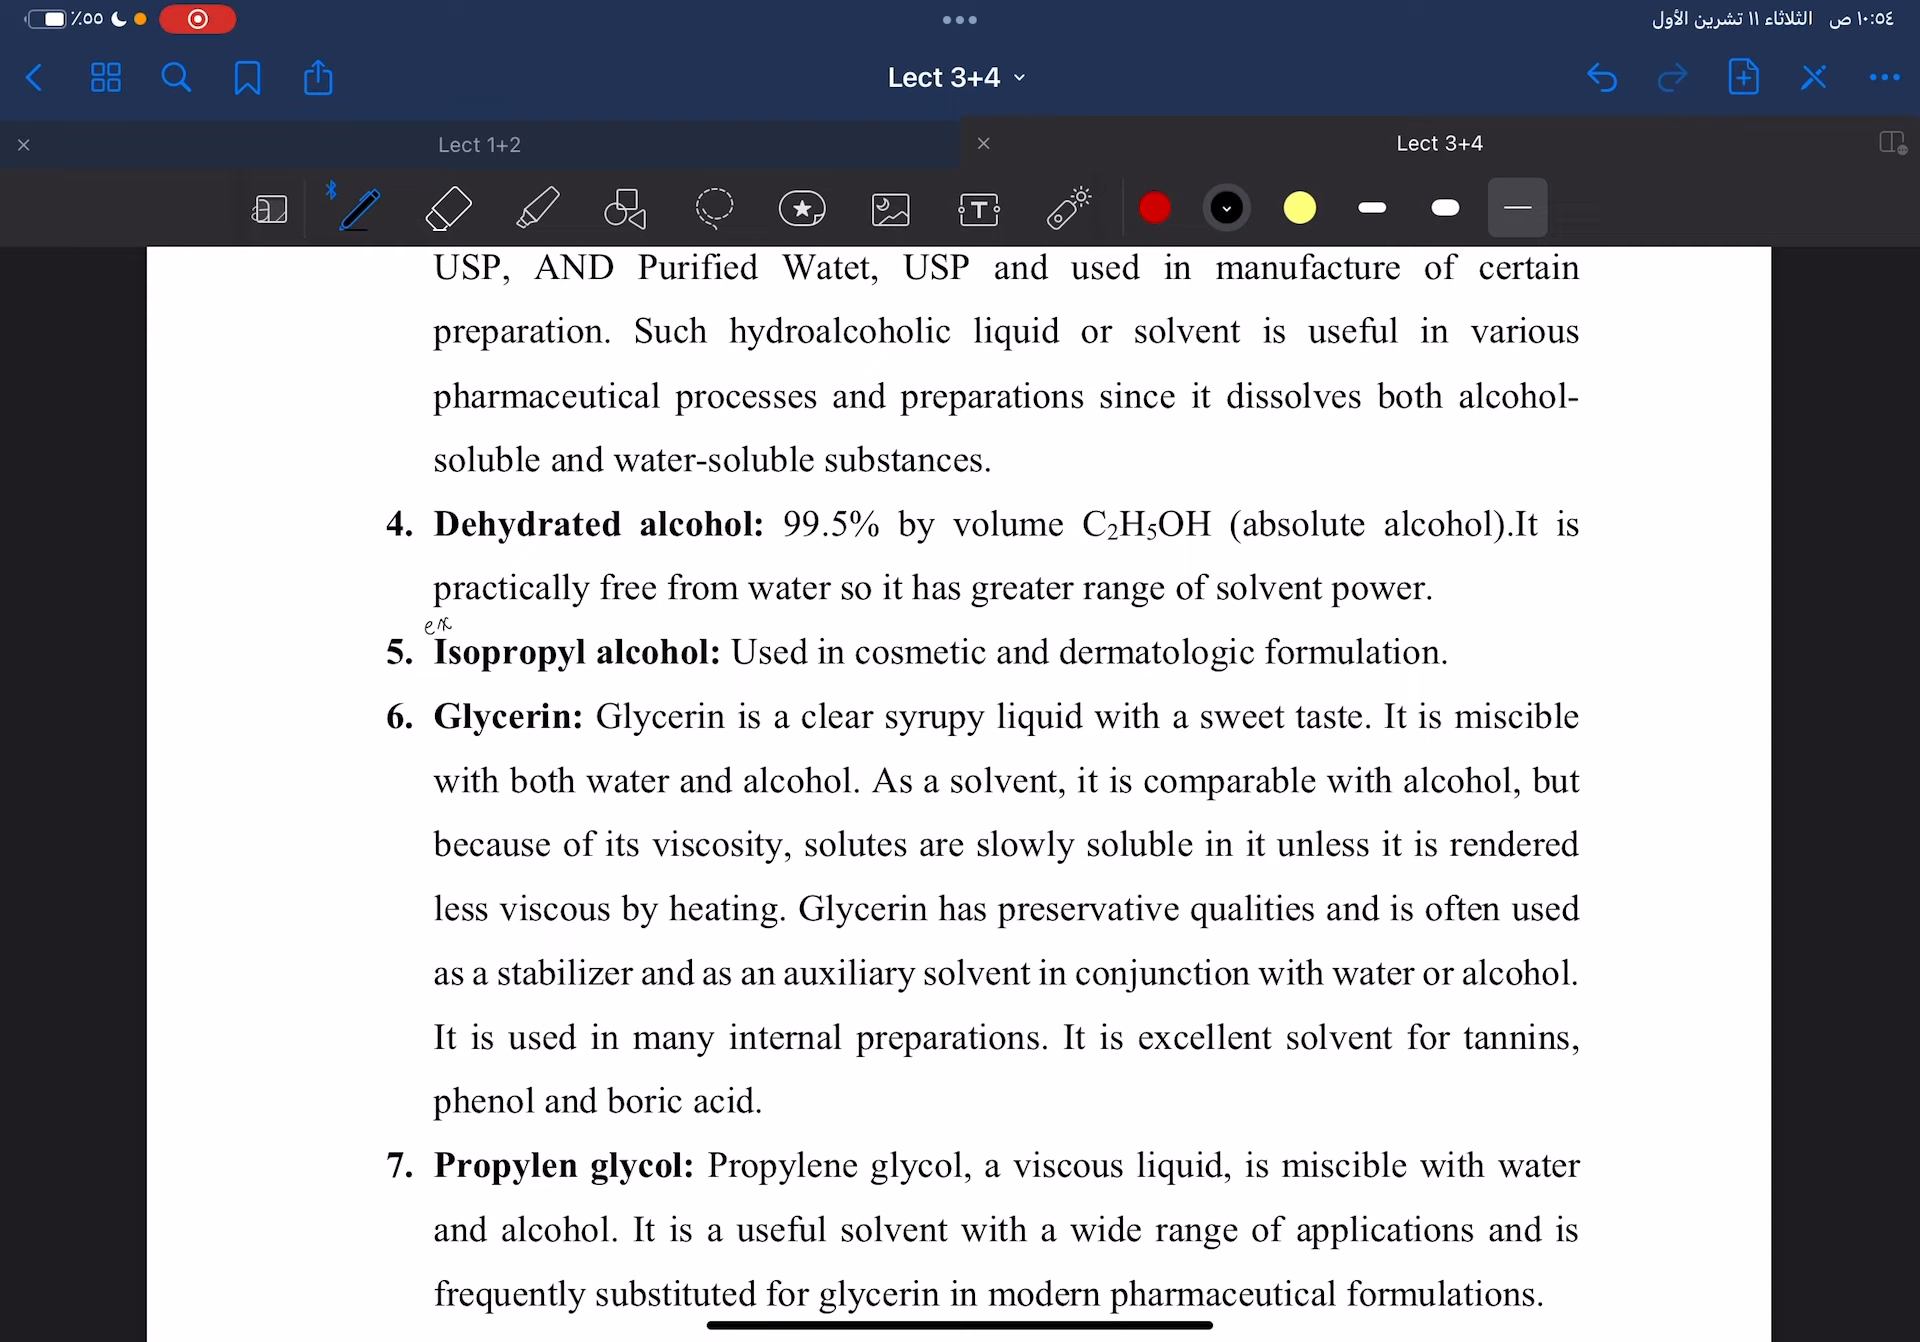 ٪٥٥
١٠:٥٤ ص الثلاثاء ١١ تشرين الأول
Lect 3+4
Lect 1+2
Lect 3+4
USP, AND Purified Watet, USP and used in manufacture of certain
preparation. Such hydroalcoholic liquid or solvent is useful in various
pharmaceutical processes and preparations since it dissolves both alcohol-
soluble and water-soluble substances.
4. Dehydrated alcohol: 99.5% by volume C₂H₅OH (absolute alcohol).It is
practically free from water so it has greater range of solvent power.
ex
5. Isopropyl alcohol: Used in cosmetic and dermatologic formulation.
6. Glycerin: Glycerin is a clear syrupy liquid with a sweet taste. It is miscible
with both water and alcohol. As a solvent, it is comparable with alcohol, but
because of its viscosity, solutes are slowly soluble in it unless it is rendered
less viscous by heating. Glycerin has preservative qualities and is often used
as a stabilizer and as an auxiliary solvent in conjunction with water or alcohol.
It is used in many internal preparations. It is excellent solvent for tannins,
phenol and boric acid.
7. Propylen glycol: Propylene glycol, a viscous liquid, is miscible with water
and alcohol. It is a useful solvent with a wide range of applications and is
frequently substituted for glycerin in modern pharmaceutical formulations.